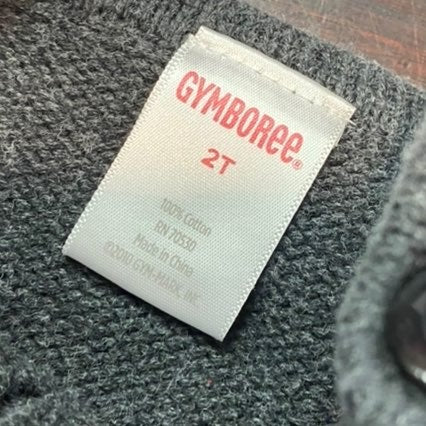 GYMBOREE®
2T
100% Cotton
RN 70530
Made in China
©2010 GYM-MARK, INC.